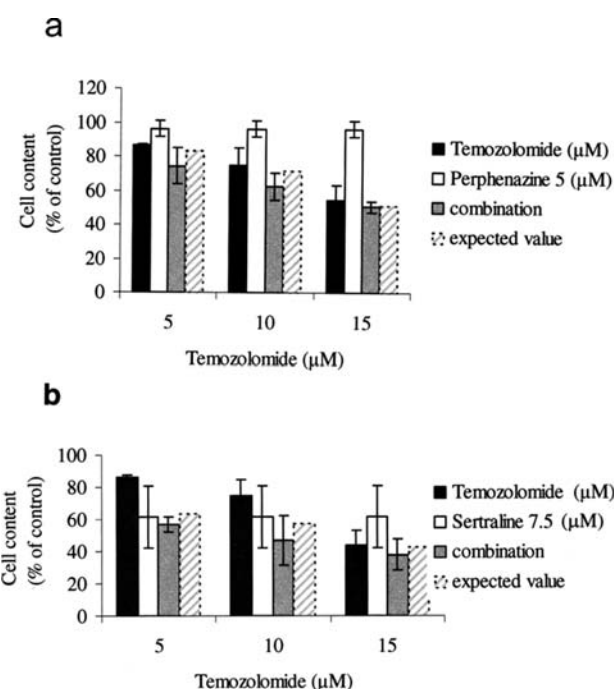 a
120
100
80
60
40
20
0
Cell content
(% of control)
5 10 15
Temozolomide (µM)
Temozolomide (µM)
Perphenazine 5 (µM)
combination
expected value
b
100
80
60
40
20
0
Cell content
(% of control)
5 10 15
Temozolomide (µM)
Temozolomide (µM)
Sertraline 7.5 (µM)
combination
expected value